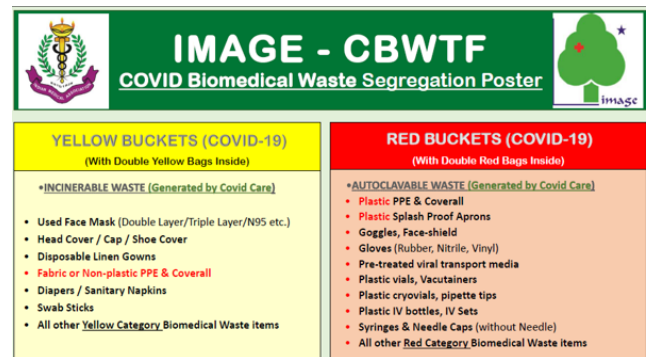 IMAGE - CBWTF
COVID Biomedical Waste Segregation Poster
image
YELLOW BUCKETS (COVID-19)
(With Double Yellow Bags Inside)
•INCINERABLE WASTE (Generated by Covid Care)
• Used Face Mask (Double Layer/Triple Layer/N95 etc.)
• Head Cover / Cap / Shoe Cover
• Disposable Linen Gowns
• Fabric or Non-plastic PPE & Coverall
• Diapers / Sanitary Napkins
• Swab Sticks
• All other Yellow Category Biomedical Waste items
RED BUCKETS (COVID-19)
(With Double Red Bags Inside)
•AUTOCLAVABLE WASTE (Generated by Covid Care)
• Plastic PPE & Coverall
• Plastic Splash Proof Aprons
• Goggles, Face-shield
• Gloves (Rubber, Nitrile, Vinyl)
• Pre-treated viral transport media
• Plastic vials, Vacutainers
• Plastic cryovials, pipette tips
• Plastic IV bottles, IV Sets
• Syringes & Needle Caps (without Needle)
• All other Red Category Biomedical Waste items